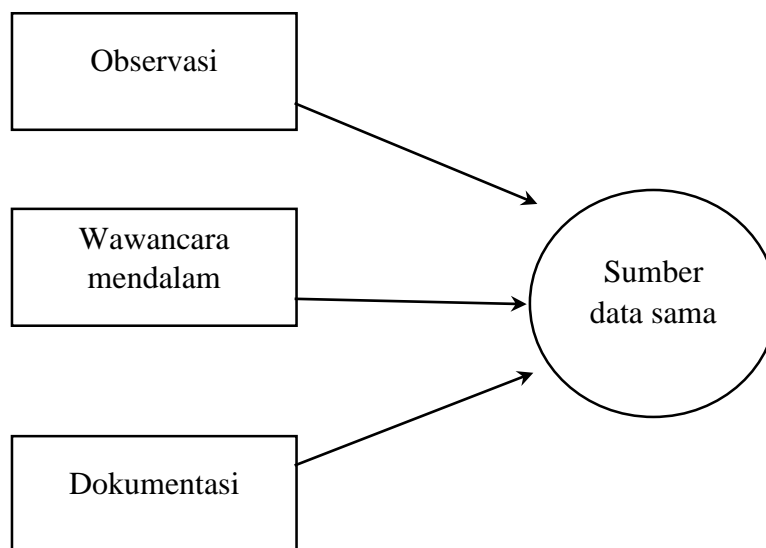 Observasi
Wawancara
mendalam
Sumber
data sama
Dokumentasi